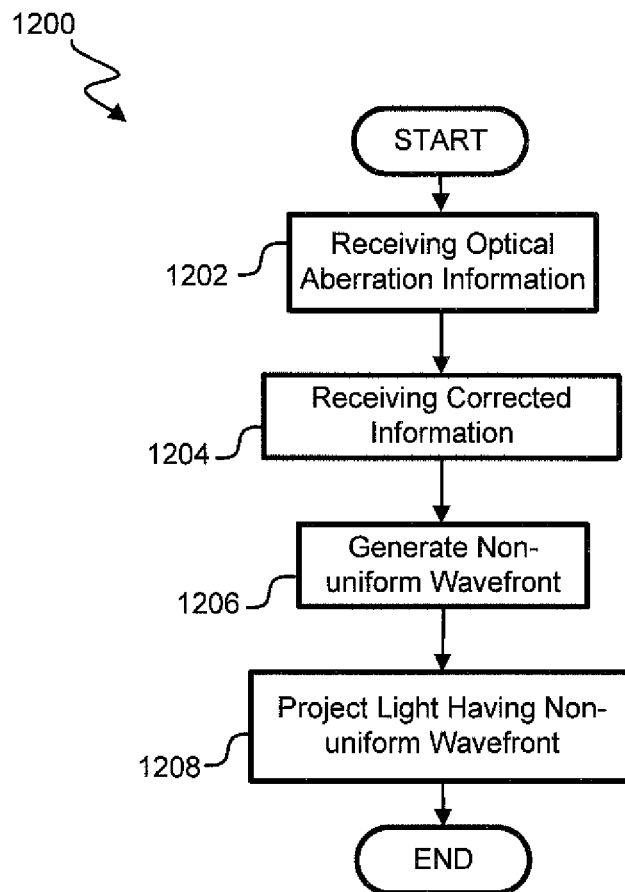 1200
START
Receiving Optical
Aberration Information
1202
Receiving Corrected
Information
1204
Generate Non-
uniform Wavefront
1206
Project Light Having Non-
uniform Wavefront
1208
END